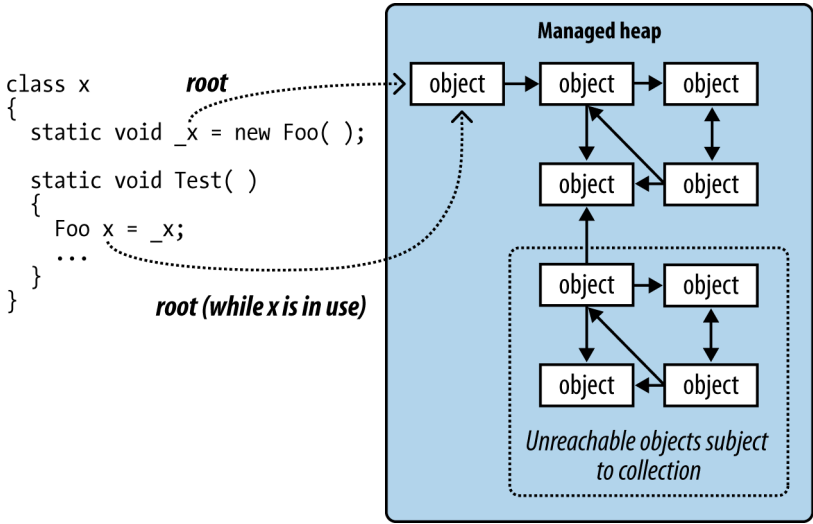 class x
{
  static void _x = new Foo( );
  static void Test( )
  {
    Foo x = _x;
    ...
  }
}
root
root (while x is in use)
Managed heap
object object object
object object
object object
object object
Unreachable objects subject
to collection